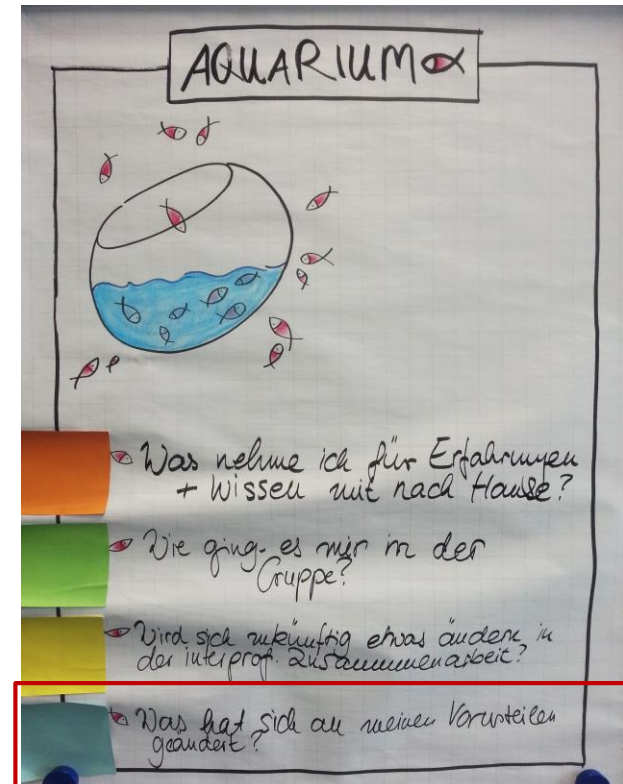 AQUARIUM
Was nehme ich für Erfahrungen
+ Wissen mit nach Hause?
Wie ging es mir in der
Gruppe?
Wird sich zukünftig etwas ändern in
der interprof. Zusammenarbeit?
Was hat sich an meinen Vorurteilen
geändert?